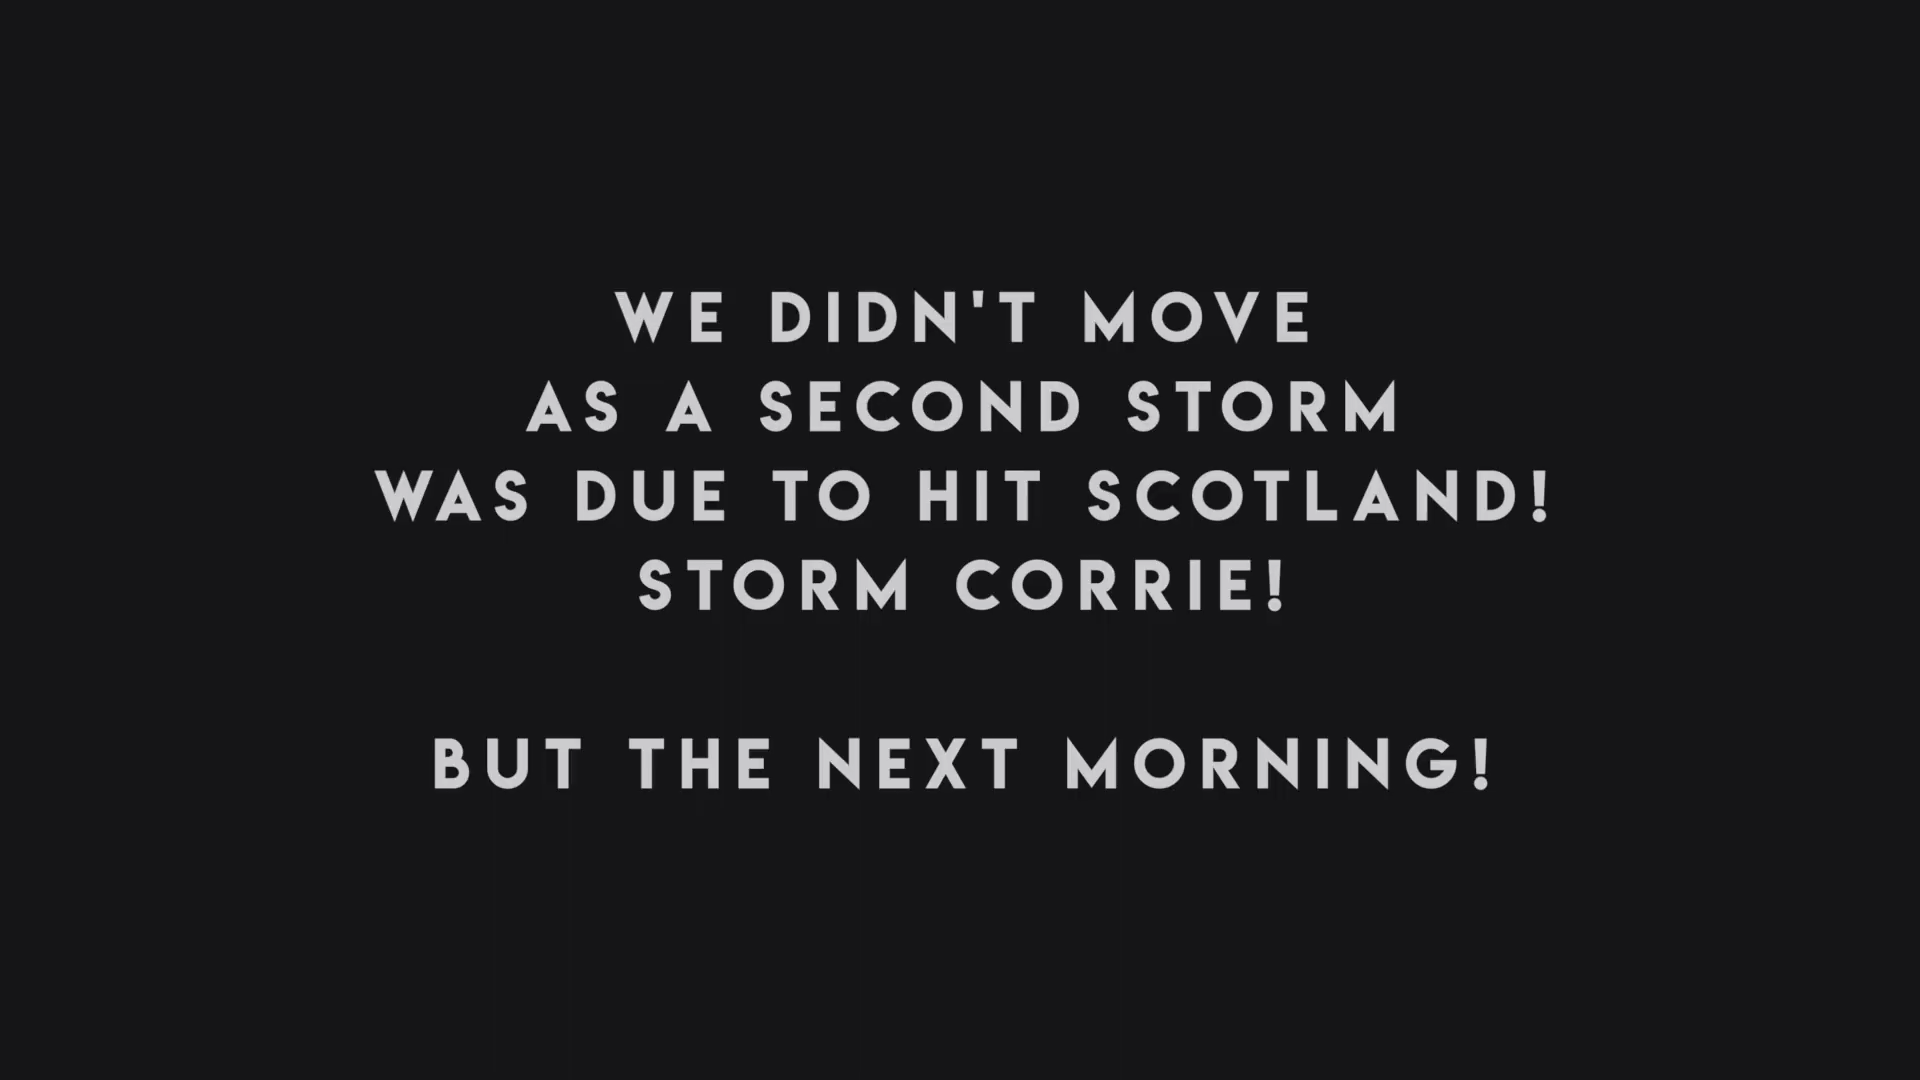 WE DIDN'T MOVE
AS A SECOND STORM
WAS DUE TO HIT SCOTLAND!
STORM CORRIE!
BUT THE NEXT MORNING!